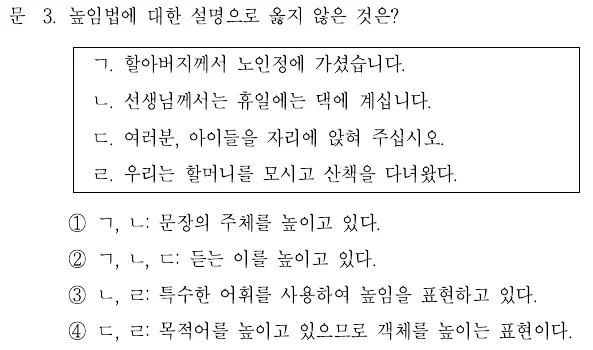 문 3. 높임법에 대한 설명으로 옳지 않은 것은?
ㄱ. 할아버지께서 노인정에 가셨습니다.
ㄴ. 선생님께서는 휴일에는 댁에 계십니다.
ㄷ. 여러분, 아이들을 자리에 앉혀 주십시오.
ㄹ. 우리는 할머니를 모시고 산책을 다녀왔다.
① ㄱ, ㄴ: 문장의 주체를 높이고 있다.
② ㄱ, ㄴ, ㄷ: 듣는 이를 높이고 있다.
③ ㄴ, ㄹ: 특수한 어휘를 사용하여 높임을 표현하고 있다.
④ ㄷ, ㄹ: 목적어를 높이고 있으므로 객체를 높이는 표현이다.